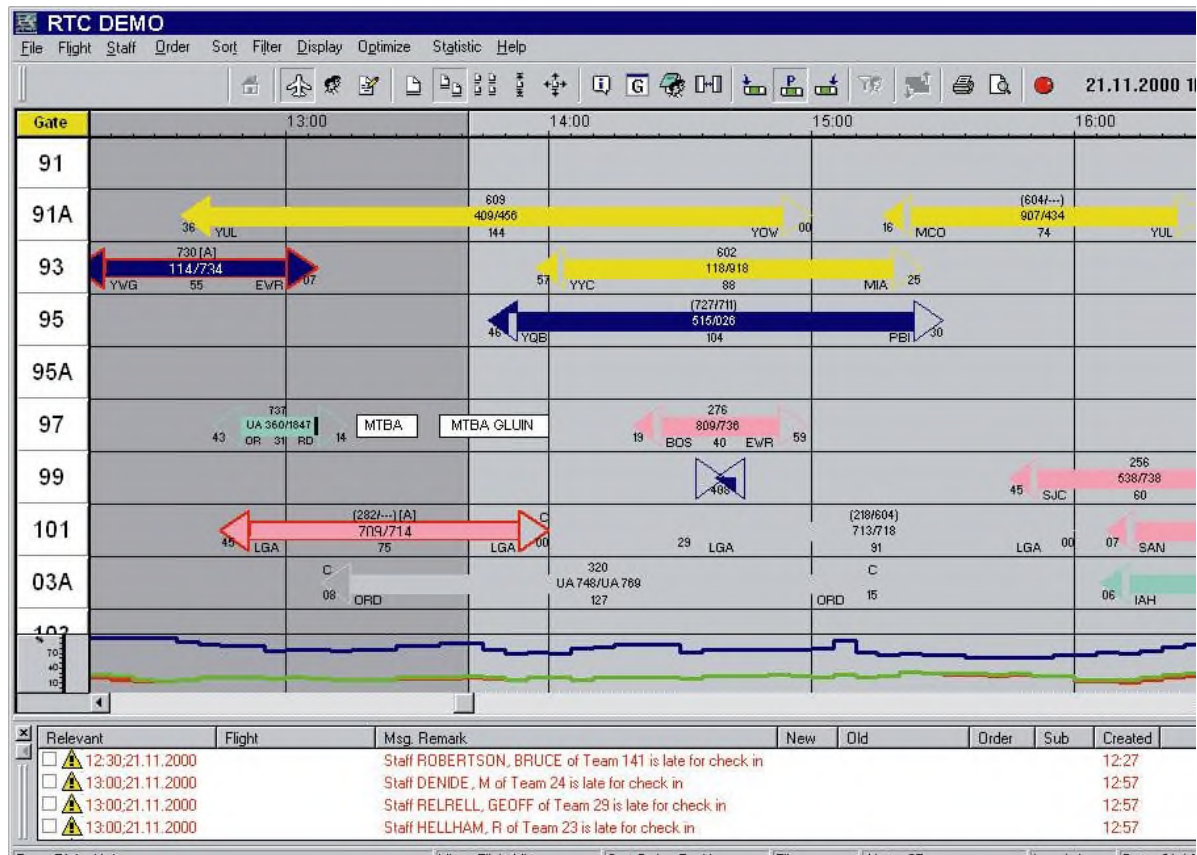 RTC DEMO
File Flight Staff Order Sort Filter Display Optimize Statistic Help
21.11.2000
Gate 13:00 14:00 15:00 16:00
91
91A
609
409/456
36 YUL 144 YOW 00
(604/---)
907/434
16 MCO 74 YUL
93
730 [A]
114/734
YWG 55 EWR 07
602
118/918
57 YYC 88 MIA 25
95
(727/711)
515/026
46 YQB 104 PBI 30
95A
97
737
UA 360/1847
43 OR 31 RD 14
MTBA
MTBA GLUIN
276
809/736
19 BOS 40 EWR 59
99
408
256
538/738
45 SJC 60
101
(282/---) [A]
709/714
45 LGA 75 LGA 00
C
(218/604)
713/718
29 LGA 91 LGA 00
07 SAN
03A
C
320
UA 748/UA 769
08 ORD 127 ORD 15
C
06 IAH
%
70
40
10
Relevant Flight Msg. Remark New Old Order Sub Created
12:30;21.11.2000 Staff ROBERTSON, BRUCE of Team 141 is late for check in 12:27
13:00;21.11.2000 Staff DENIDE, M of Team 24 is late for check in 12:57
13:00;21.11.2000 Staff RELRELL, GEOFF of Team 29 is late for check in 12:57
13:00;21.11.2000 Staff HELLHAM, R of Team 23 is late for check in 12:57